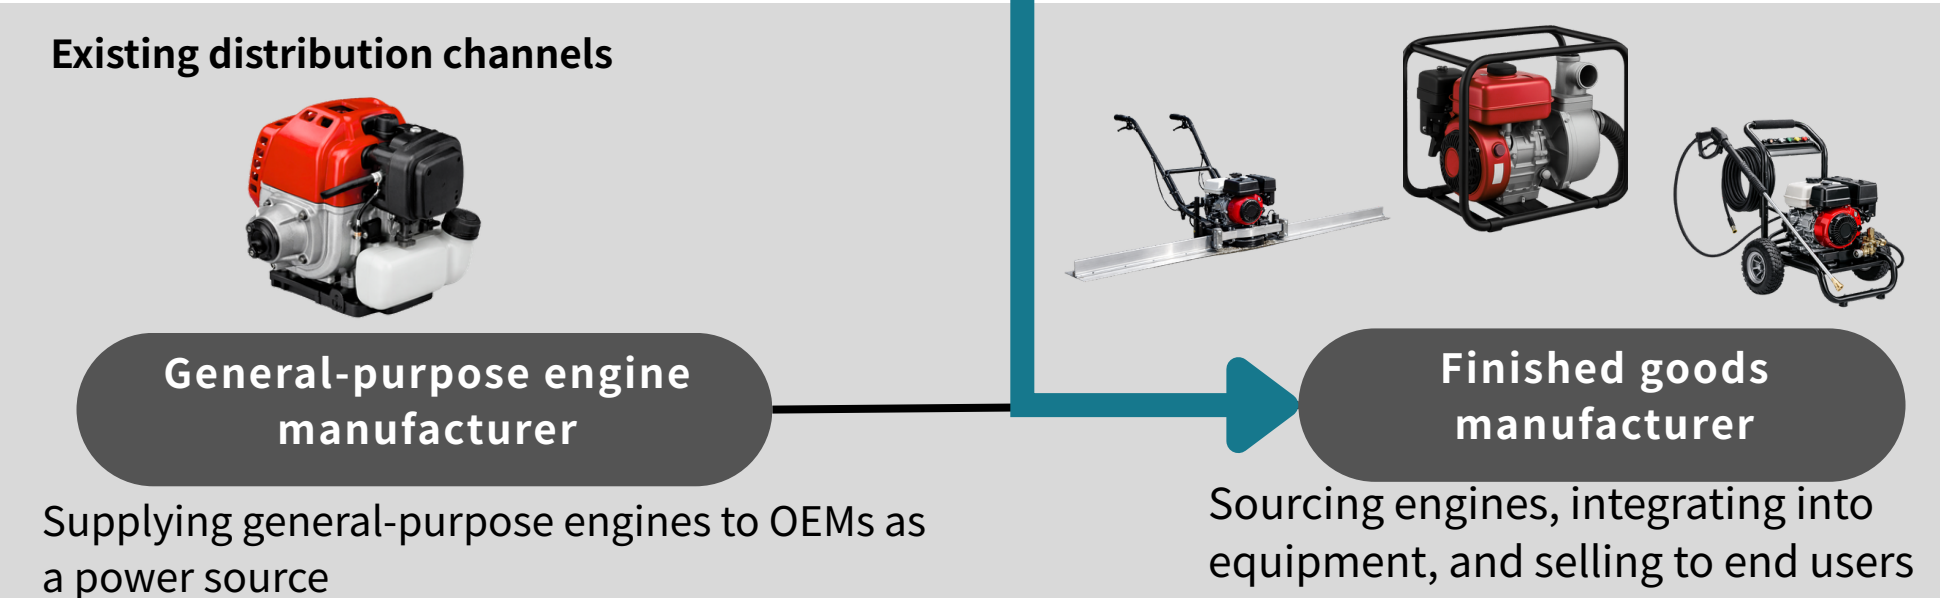 Existing distribution channels
General-purpose engine
manufacturer
Finished goods
manufacturer
Supplying general-purpose engines to OEMs as
a power source
Sourcing engines, integrating into
equipment, and selling to end users